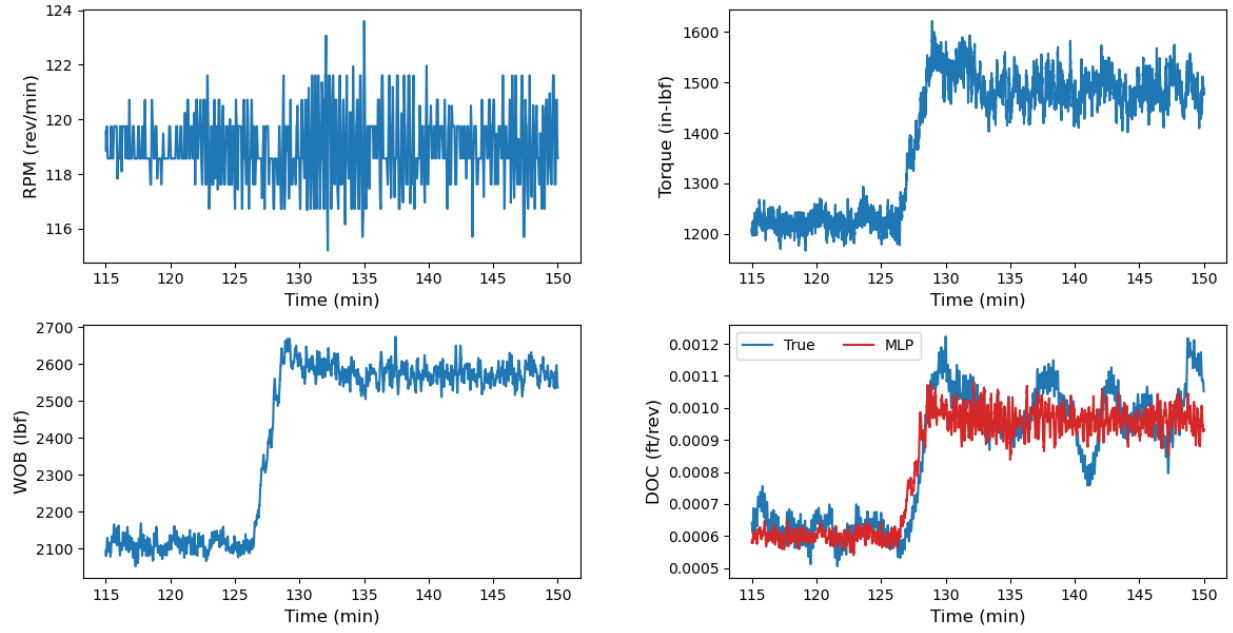 RPM (rev/min)
124
122
120
118
116
115 120 125 130 135 140 145 150
Time (min)
Torque (in-lbf)
1600
1500
1400
1300
1200
115 120 125 130 135 140 145 150
Time (min)
WOB (lbf)
2700
2600
2500
2400
2300
2200
2100
115 120 125 130 135 140 145 150
Time (min)
DOC (ft/rev)
True MLP
0.0012
0.0011
0.0010
0.0009
0.0008
0.0007
0.0006
0.0005
115 120 125 130 135 140 145 150
Time (min)